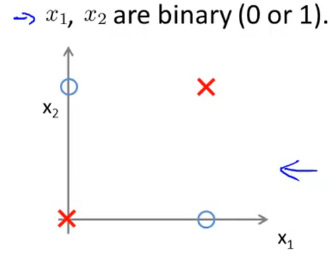 → x₁, x₂ are binary (0 or 1).
x₂
x₁